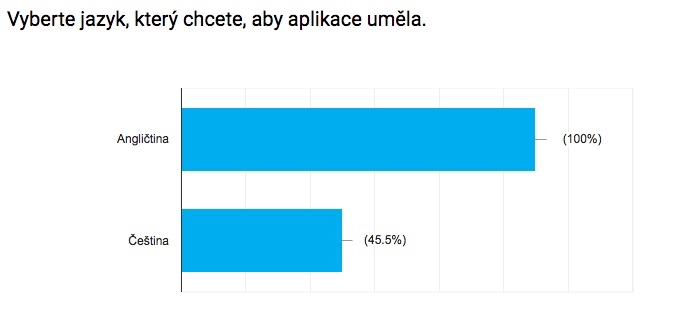 Vyberte jazyk, který chcete, aby aplikace uměla.
Angličtina (100%)
Čeština (45.5%)